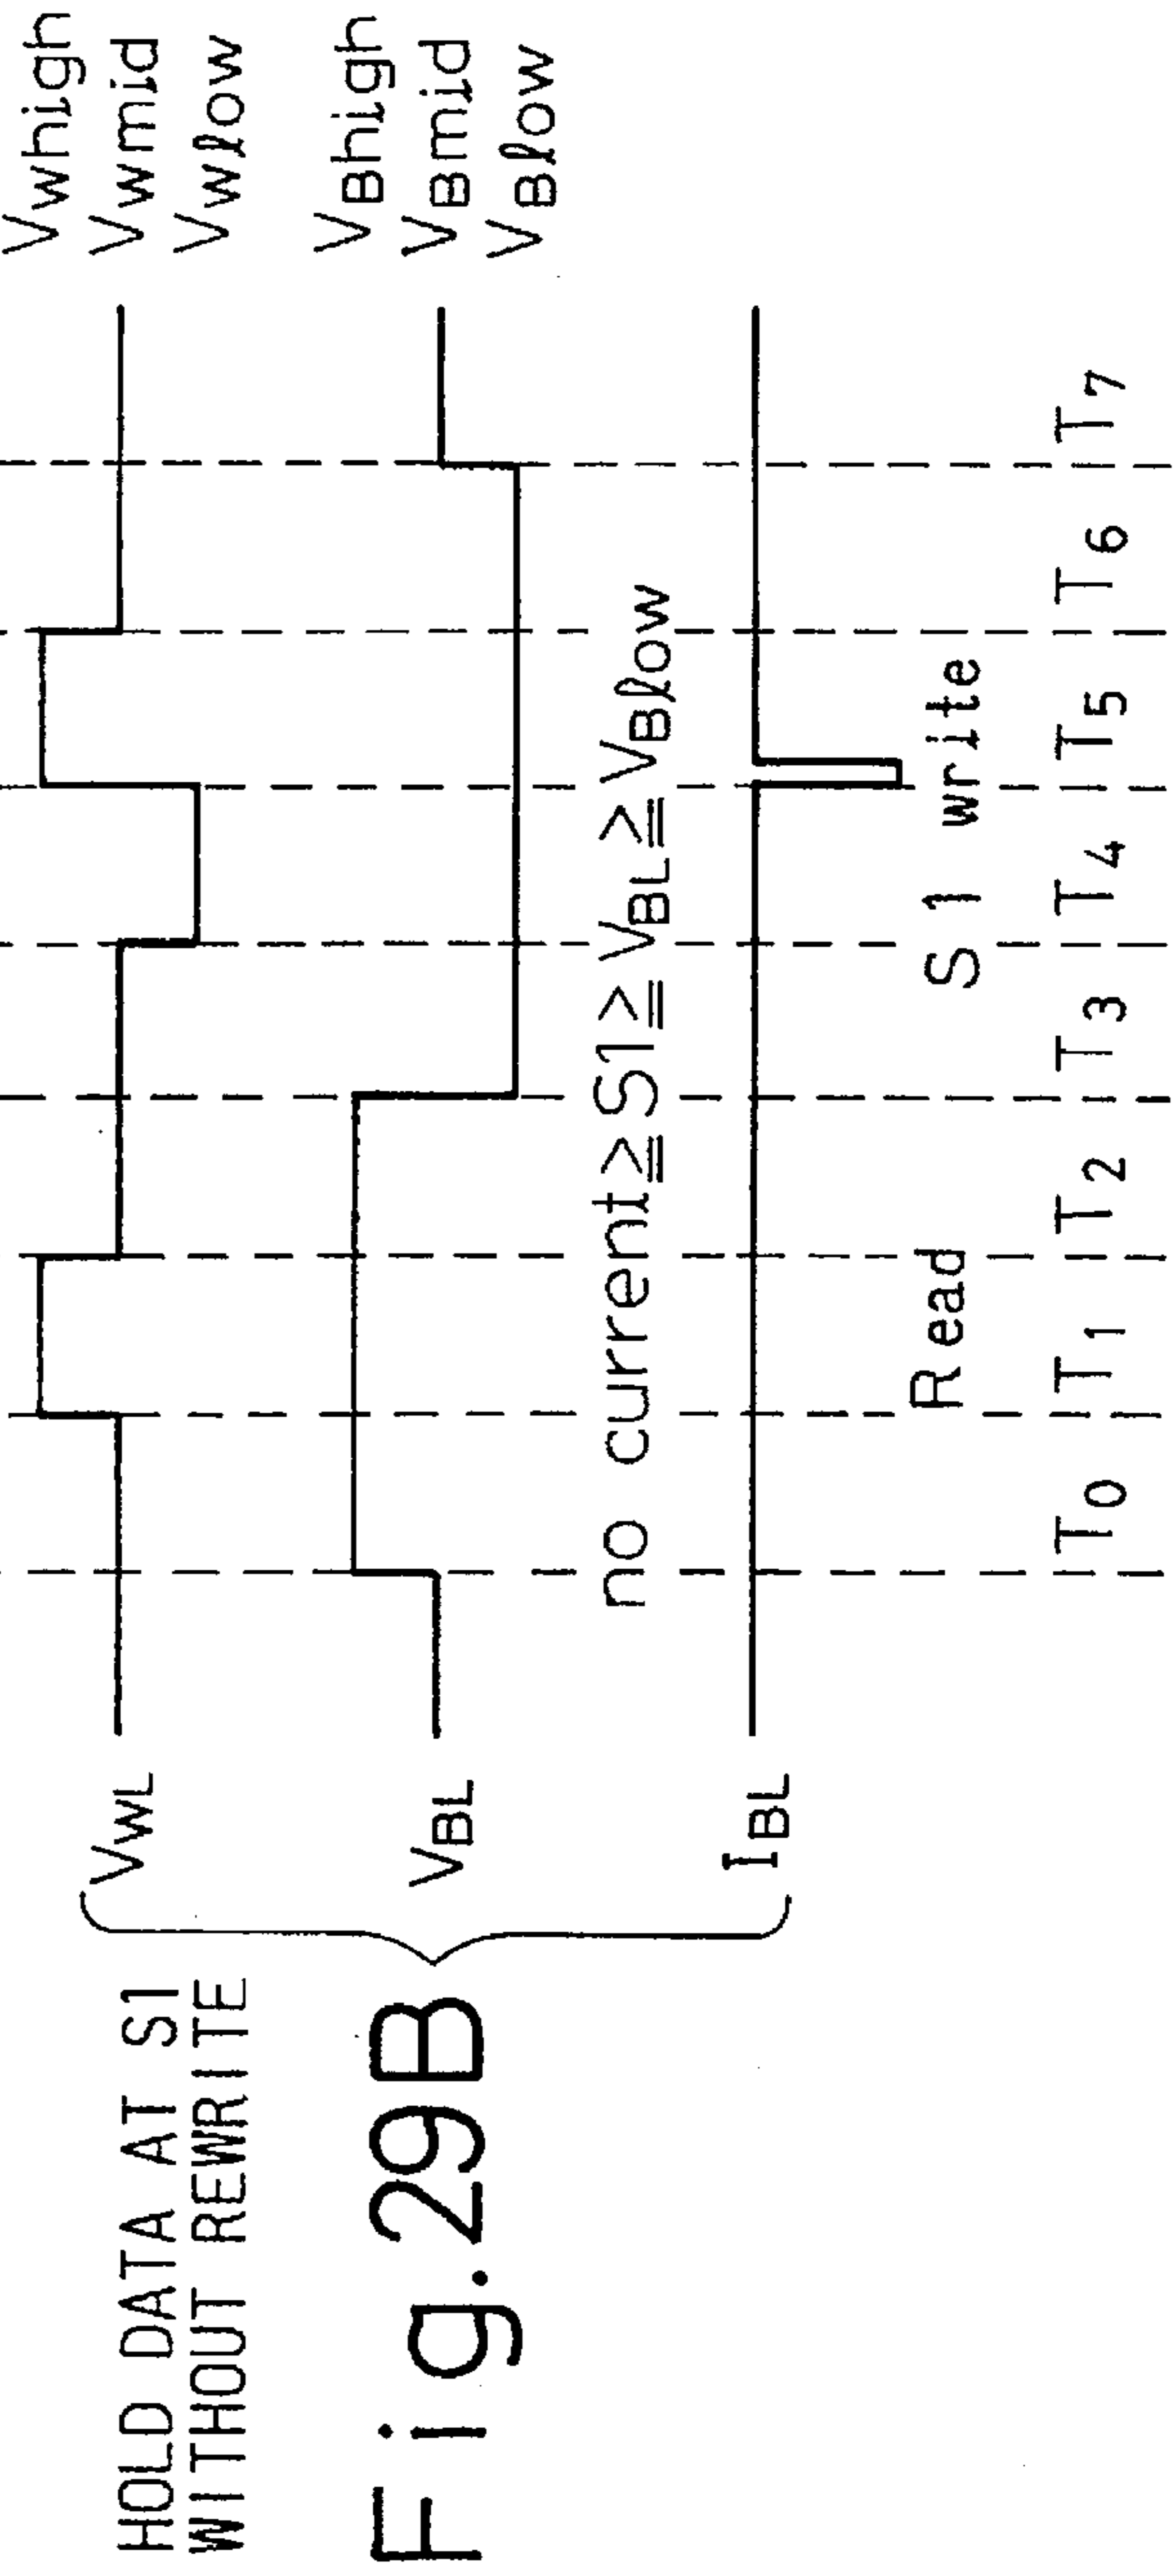 HOLD DATA AT S1
WITHOUT REWRITE
Fig.29B
VWL
VBL
IBL
Vwhigh
Vwmid
Vwlow
VBhigh
VBmid
VBlow
no current≧S1≧VBL≧VBlow
Read
S1 write
T0 T1 T2 T3 T4 T5 T6 T7